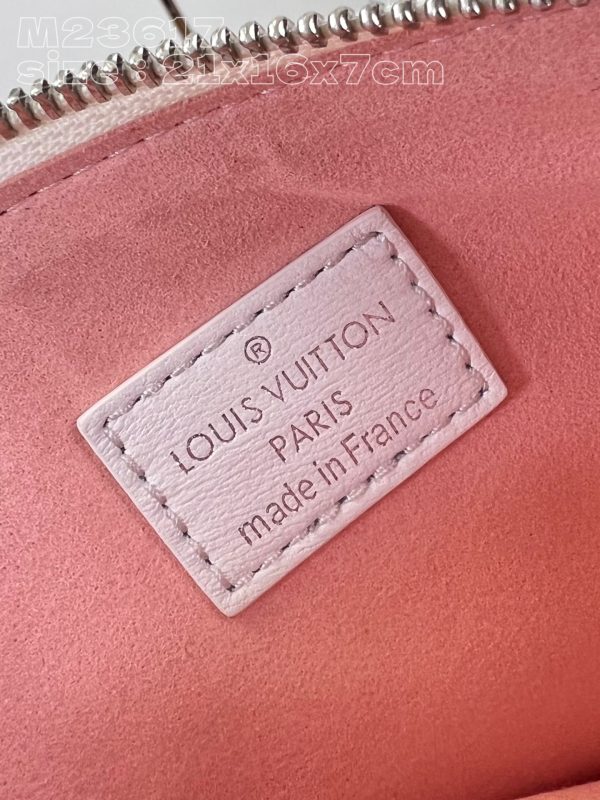 M23617
size: 21x16x7cm
®
LOUIS VUITTON
PARIS
made in France